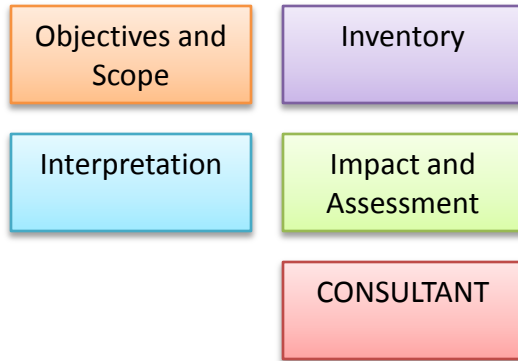 Objectives and
Scope
Inventory
Interpretation
Impact and
Assessment
CONSULTANT